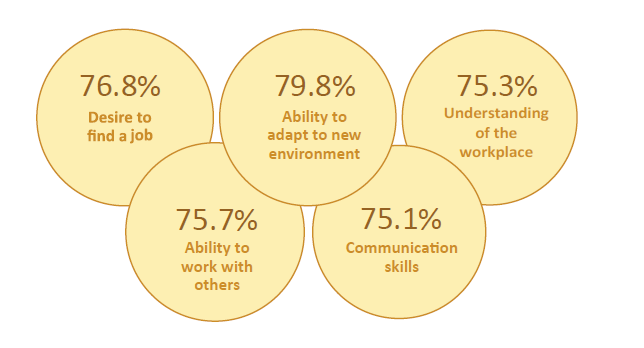 76.8%
Desire to
find a job
79.8%
Ability to
adapt to new
environment
75.3%
Understanding
of the
workplace
75.7%
Ability to
work with
others
75.1%
Communication
skills